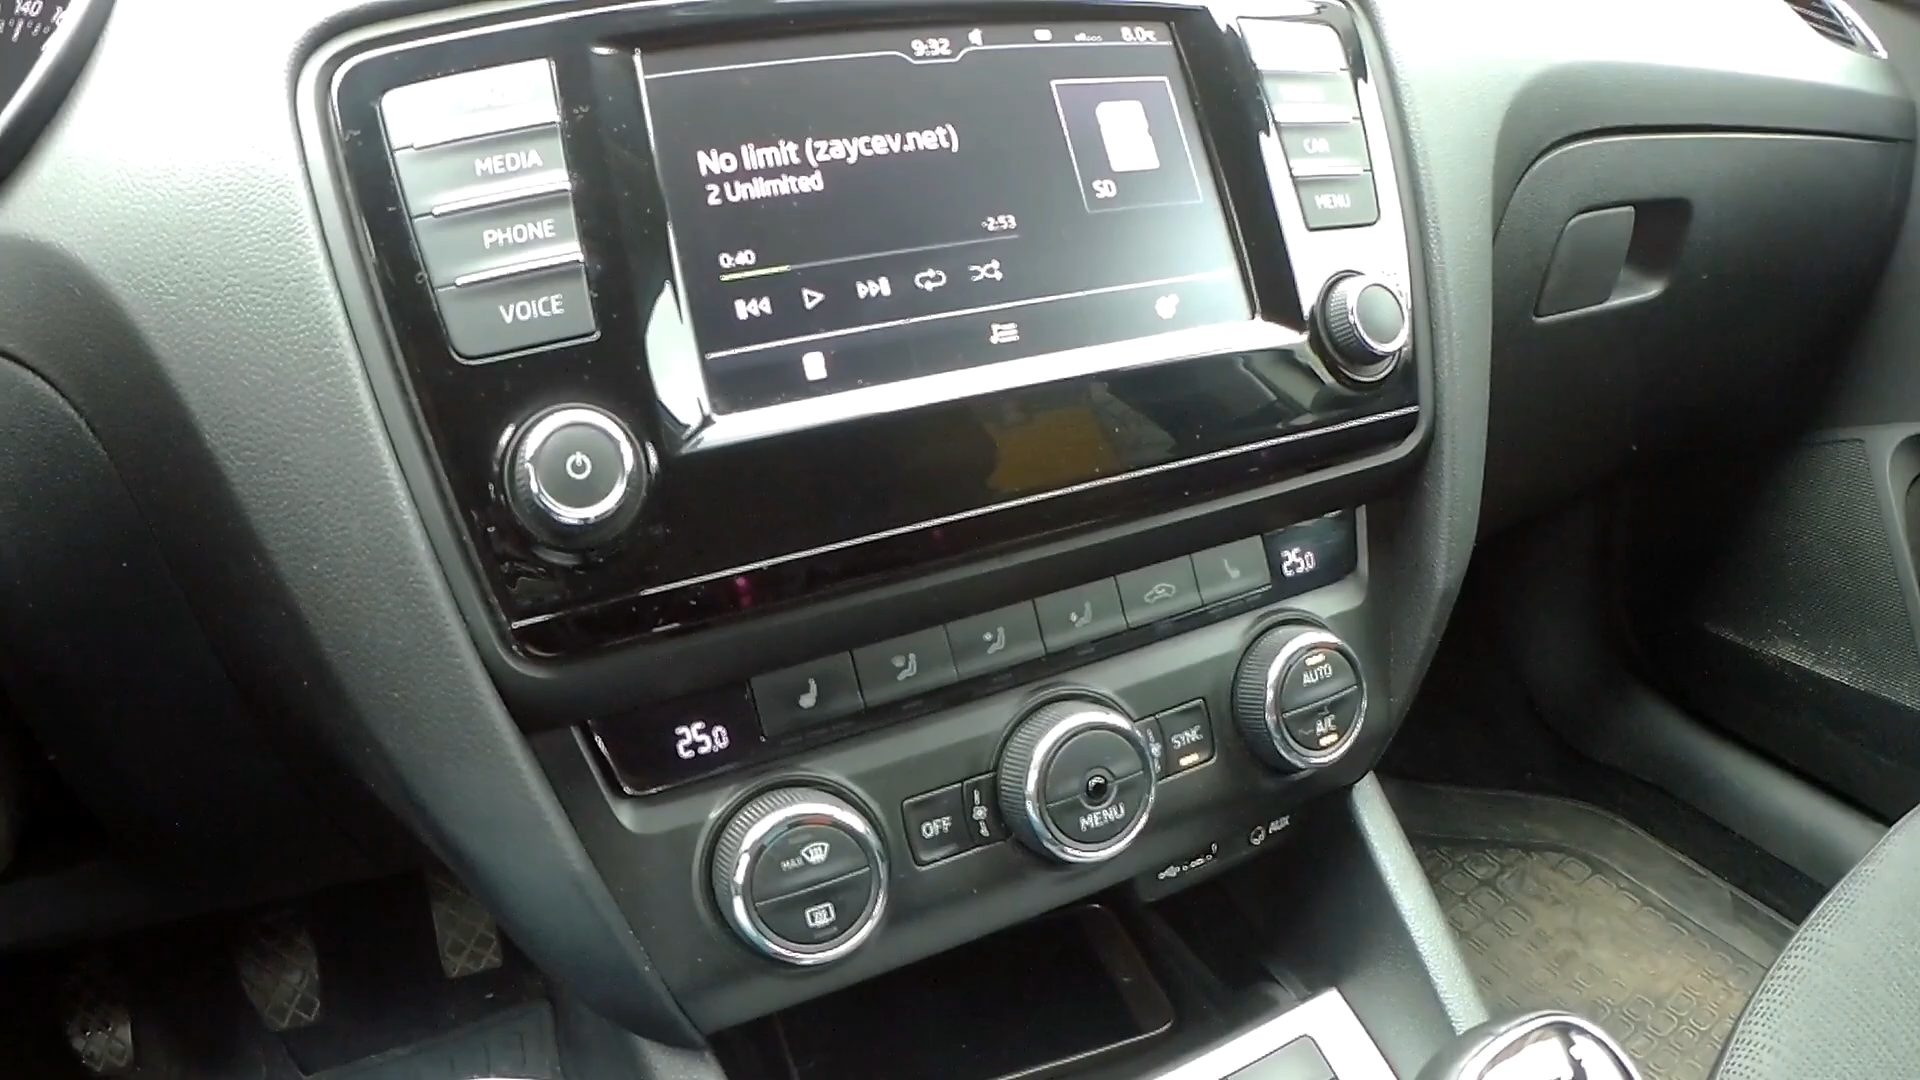 140
9:32
8.0°C
MEDIA
PHONE
VOICE
No limit (zaycev.net)
2 Unlimited
0:40
-2:53
SD
CAR
MENU
25.0
25.0
MAX
OFF
MENU
SYNC
AUTO
A/C
AUX